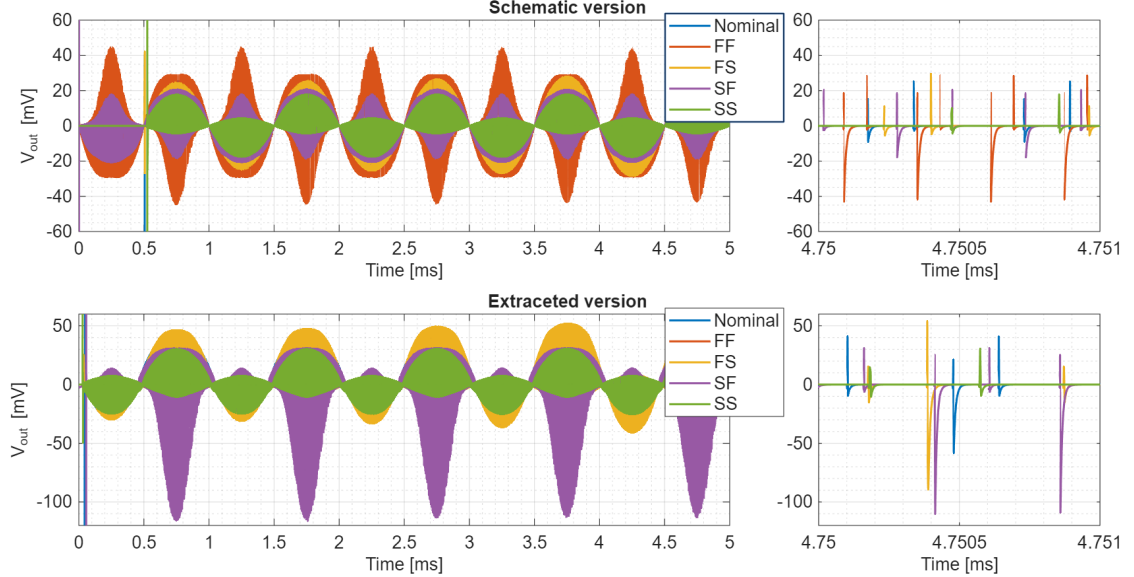 Schematic version
60
40
20
0
-20
-40
-60
V_out [mV]
0 0.5 1 1.5 2 2.5 3 3.5 4 4.5 5
Time [ms]
Nominal
FF
FS
SF
SS
60
40
20
0
-20
-40
-60
4.75 4.7505 4.751
Time [ms]
Extraceted version
50
0
-50
-100
V_out [mV]
0 0.5 1 1.5 2 2.5 3 3.5 4 4.5 5
Time [ms]
Nominal
FF
FS
SF
SS
50
0
-50
-100
4.75 4.7505 4.751
Time [ms]